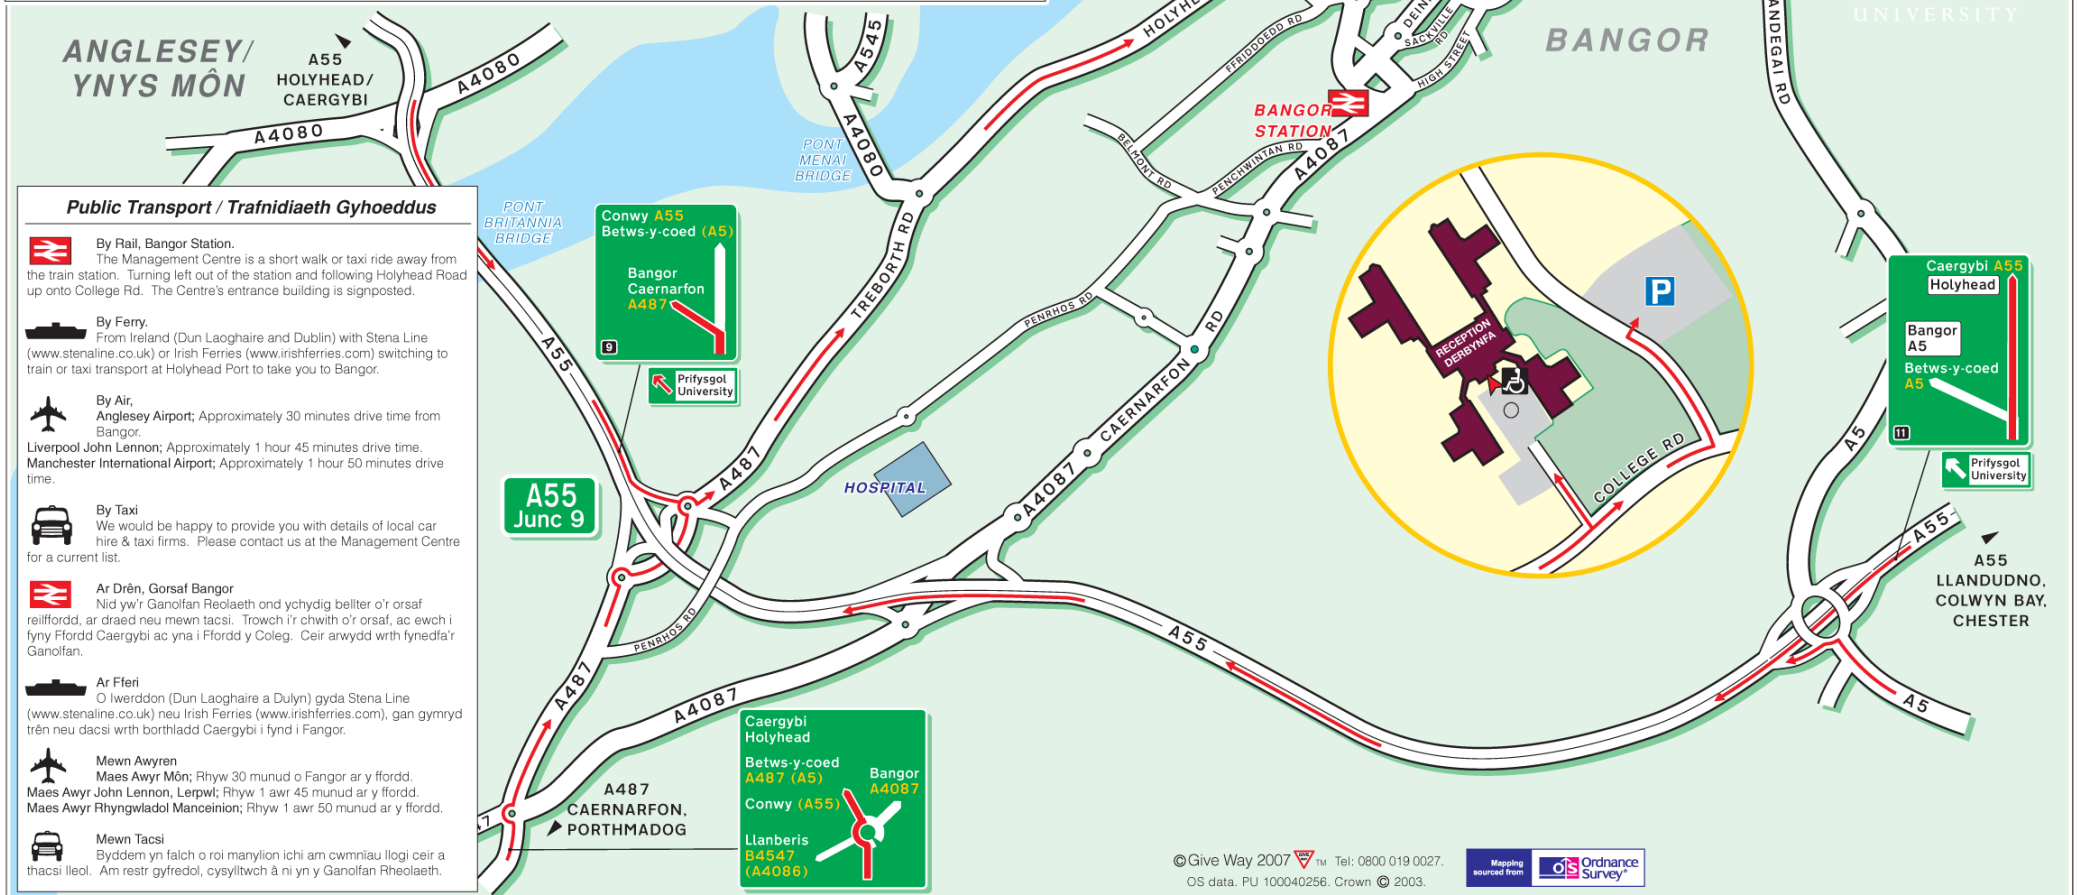 ANGLESEY/
YNYS MÔN
A55
HOLYHEAD/
CAERGYBI
A4080
A4080
A545
A4080
PONT
MENAI
BRIDGE
PONT
BRITANNIA
BRIDGE
FFRIDDOEDD RD
SACKVILLE
RD
HIGH STREET
BANGOR
UNIVERSITY
BANGOR
STATION
A4087
BELMONT RD
PENCHWINTAN RD
Public Transport / Trafnidiaeth Gyhoeddus
By Rail, Bangor Station.
The Management Centre is a short walk or taxi ride away from
the train station. Turning left out of the station and following Holyhead Road
up onto College Rd. The Centre's entrance building is signposted.
By Ferry.
From Ireland (Dun Laoghaire and Dublin) with Stena Line
(www.stenaline.co.uk) or Irish Ferries (www.irishferries.com) switching to
train or taxi transport at Holyhead Port to take you to Bangor.
By Air,
Anglesey Airport; Approximately 30 minutes drive time from
Bangor.
Liverpool John Lennon; Approximately 1 hour 45 minutes drive time.
Manchester International Airport; Approximately 1 hour 50 minutes drive
time.
By Taxi
We would be happy to provide you with details of local car
hire & taxi firms. Please contact us at the Management Centre
for a current list.
Ar Drên, Gorsaf Bangor
Nid yw'r Ganolfan Reolaeth ond ychydig bellter o'r orsaf
reilffordd, ar draed neu mewn tacsi. Trowch i'r chwith o'r orsaf, ac ewch i
fyny Ffordd Caergybi ac yna i Ffordd y Coleg. Ceir arwydd wrth fynedfa'r
Ganolfan.
Ar Fferi
O Iwerddon (Dun Laoghaire a Dulyn) gyda Stena Line
(www.stenaline.co.uk) neu Irish Ferries (www.irishferries.com), gan gymryd
trên neu dacsi wrth borthladd Caergybi i fynd i Fangor.
Mewn Awyren
Maes Awyr Môn; Rhyw 30 munud o Fangor ar y ffordd.
Maes Awyr John Lennon, Lerpwl; Rhyw 1 awr 45 munud ar y ffordd.
Maes Awyr Rhyngwladol Manceinion; Rhyw 1 awr 50 munud ar y ffordd.
Mewn Tacsi
Byddem yn falch o roi manylion ichi am cwmnïau llogi ceir a
thacsi lleol. Am restr gyfredol, cysylltwch â ni yn y Ganolfan Rheolaeth.
Conwy A55
Betws-y-coed (A5)
Bangor
Caernarfon
A487
9
Prifysgol
University
TREBORTH RD
PENRHOS RD
A55
A487
A55
Junc 9
HOSPITAL
CAERNARFON RD
A4087
PENRHOS RD
A487
A4087
A55
RECEPTION
DERBYNFA
P
COLLEGE RD
Caergybi A55
Holyhead
Bangor
A5
Betws-y-coed
A5
11
Prifysgol
University
A5
A55
A55
LLANDUDNO,
COLWYN BAY,
CHESTER
A5
A487
CAERNARFON,
PORTHMADOG
Caergybi
Holyhead
Betws-y-coed
A487 (A5)
Bangor
A4087
Conwy (A55)
Llanberis
B4547
(A4086)
©Give Way 2007 GIVE WAY TM Tel: 0800 019 0027.
OS data. PU 100040256. Crown © 2003.
Mapping
sourced from
OS Ordnance
Survey®